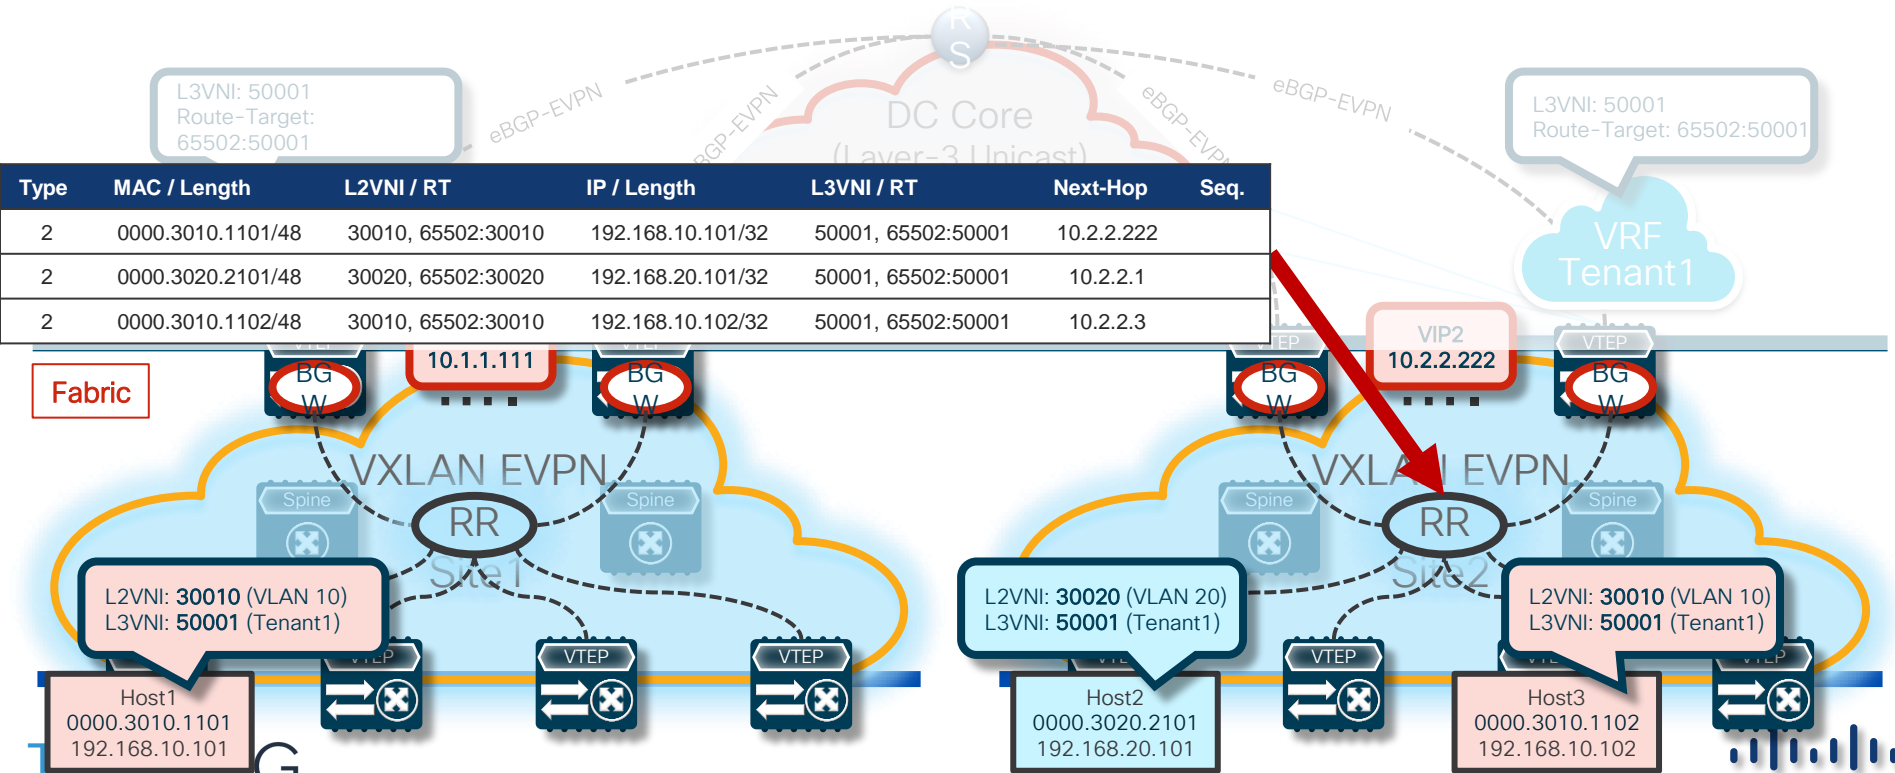 RS
L3VNI: 50001
Route-Target:
65502:50001
eBGP-EVPN
BGP-EVPN
DC Core
(Layer-3 Unicast)
eBGP-EVPN
eBGP-EVPN
L3VNI: 50001
Route-Target: 65502:50001
VRF
Tenant1
Type MAC / Length L2VNI / RT IP / Length L3VNI / RT Next-Hop Seq.
2 0000.3010.1101/48 30010, 65502:30010 192.168.10.101/32 50001, 65502:50001 10.2.2.222
2 0000.3020.2101/48 30020, 65502:30020 192.168.20.101/32 50001, 65502:50001 10.2.2.1
2 0000.3010.1102/48 30010, 65502:30010 192.168.10.102/32 50001, 65502:50001 10.2.2.3
Fabric
VTEP
BG
W
10.1.1.111
VTEP
BG
W
VTEP
BG
W
VIP2
10.2.2.222
VTEP
BG
W
VXLAN EVPN
Spine
RR
Spine
Site1
VXLAN EVPN
Spine
RR
Spine
Site2
L2VNI: 30010 (VLAN 10)
L3VNI: 50001 (Tenant1)
L2VNI: 30020 (VLAN 20)
L3VNI: 50001 (Tenant1)
L2VNI: 30010 (VLAN 10)
L3VNI: 50001 (Tenant1)
VTEP
VTEP
VTEP
VTEP
VTEP
Host1
0000.3010.1101
192.168.10.101
Host2
0000.3020.2101
192.168.20.101
Host3
0000.3010.1102
192.168.10.102